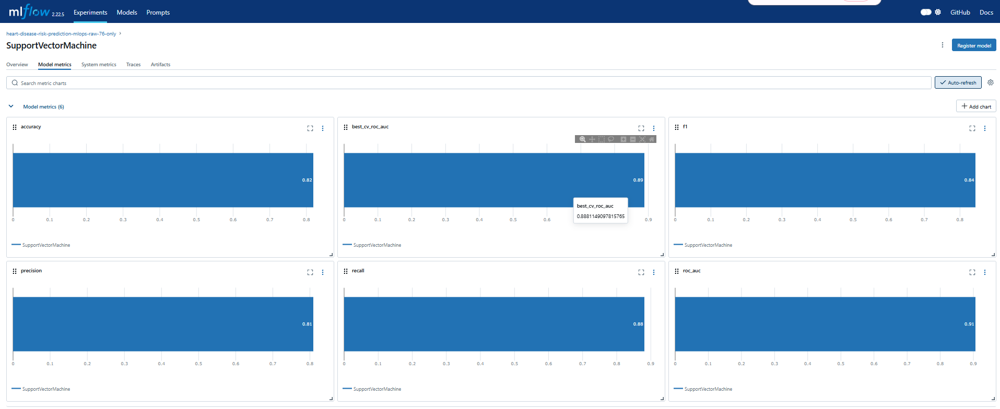 mlflow 2.22.5 Experiments Models Prompts GitHub Docs
heart-disease-risk-prediction-mlops-raw-76-only
SupportVectorMachine
Register model
Overview Model metrics System metrics Traces Artifacts
Search metric charts
Auto-refresh
Model metrics (6)
Add chart
accuracy
0.82
0 0.1 0.2 0.3 0.4 0.5 0.6 0.7 0.8
SupportVectorMachine
best_cv_roc_auc
0.89
best_cv_roc_auc
0.8881149097815765
0 0.1 0.2 0.3 0.4 0.5 0.6 0.9
SupportVectorMachine
f1
0.84
0 0.1 0.2 0.3 0.4 0.5 0.6 0.7 0.8
SupportVectorMachine
precision
0.81
0 0.1 0.2 0.3 0.4 0.5 0.6 0.7 0.8
SupportVectorMachine
recall
0.88
0 0.1 0.2 0.3 0.4 0.5 0.6 0.7 0.8 0.9
SupportVectorMachine
roc_auc
0.91
0 0.1 0.2 0.3 0.4 0.5 0.6 0.7 0.8 0.9
SupportVectorMachine